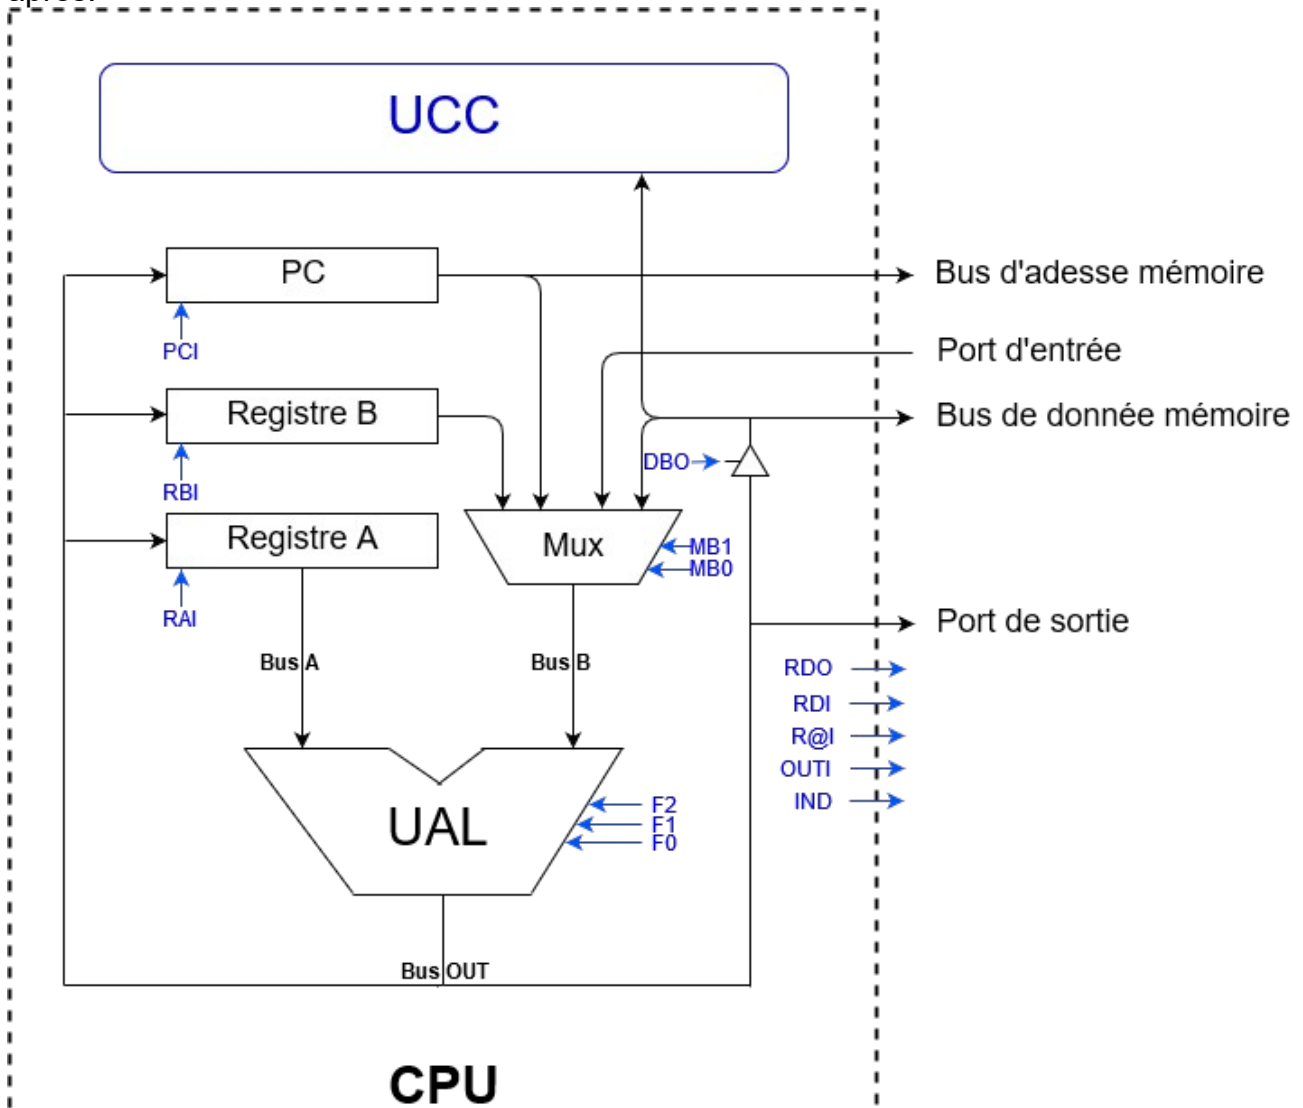 après.
UCC
PC
Bus d'adesse mémoire
PCI
Port d'entrée
Registre B
Bus de donnée mémoire
DBO
RBI
Registre A
Mux
MB1
MB0
RAI
Port de sortie
Bus A
Bus B
RDO
RDI
R@I
OUTI
IND
UAL
F2
F1
F0
Bus OUT
CPU